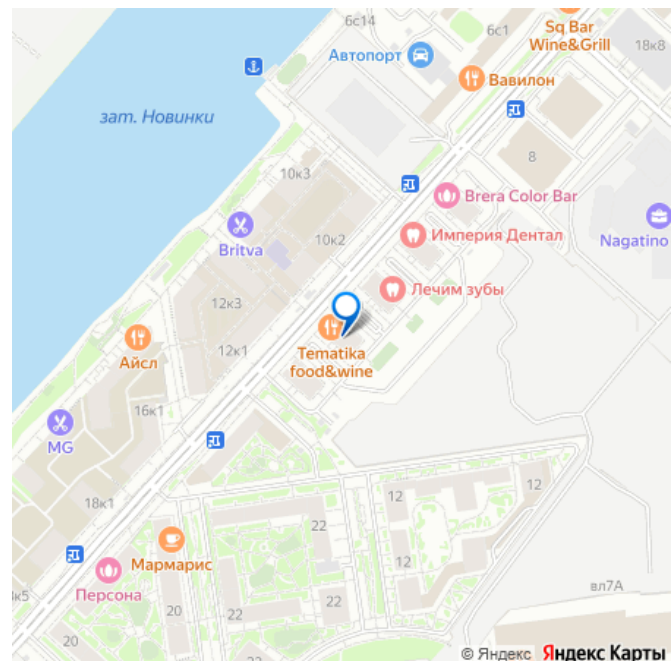 6с14
6с1
Sq Bar
Wine&Grill
18к8
Автопорт
Вавилон
зат. Новинки
8
10к3
Brera Color Bar
Britva
10к2
Империя Дентал
Nagatino
Лечим зубы
12к3
Айсл
12к1
Tematika
food&wine
16к1
MG
18к1
12
12
22
22
12
Мармарис
Персона
20
20
22
вл7А
20
© Яндекс Яндекс Карты